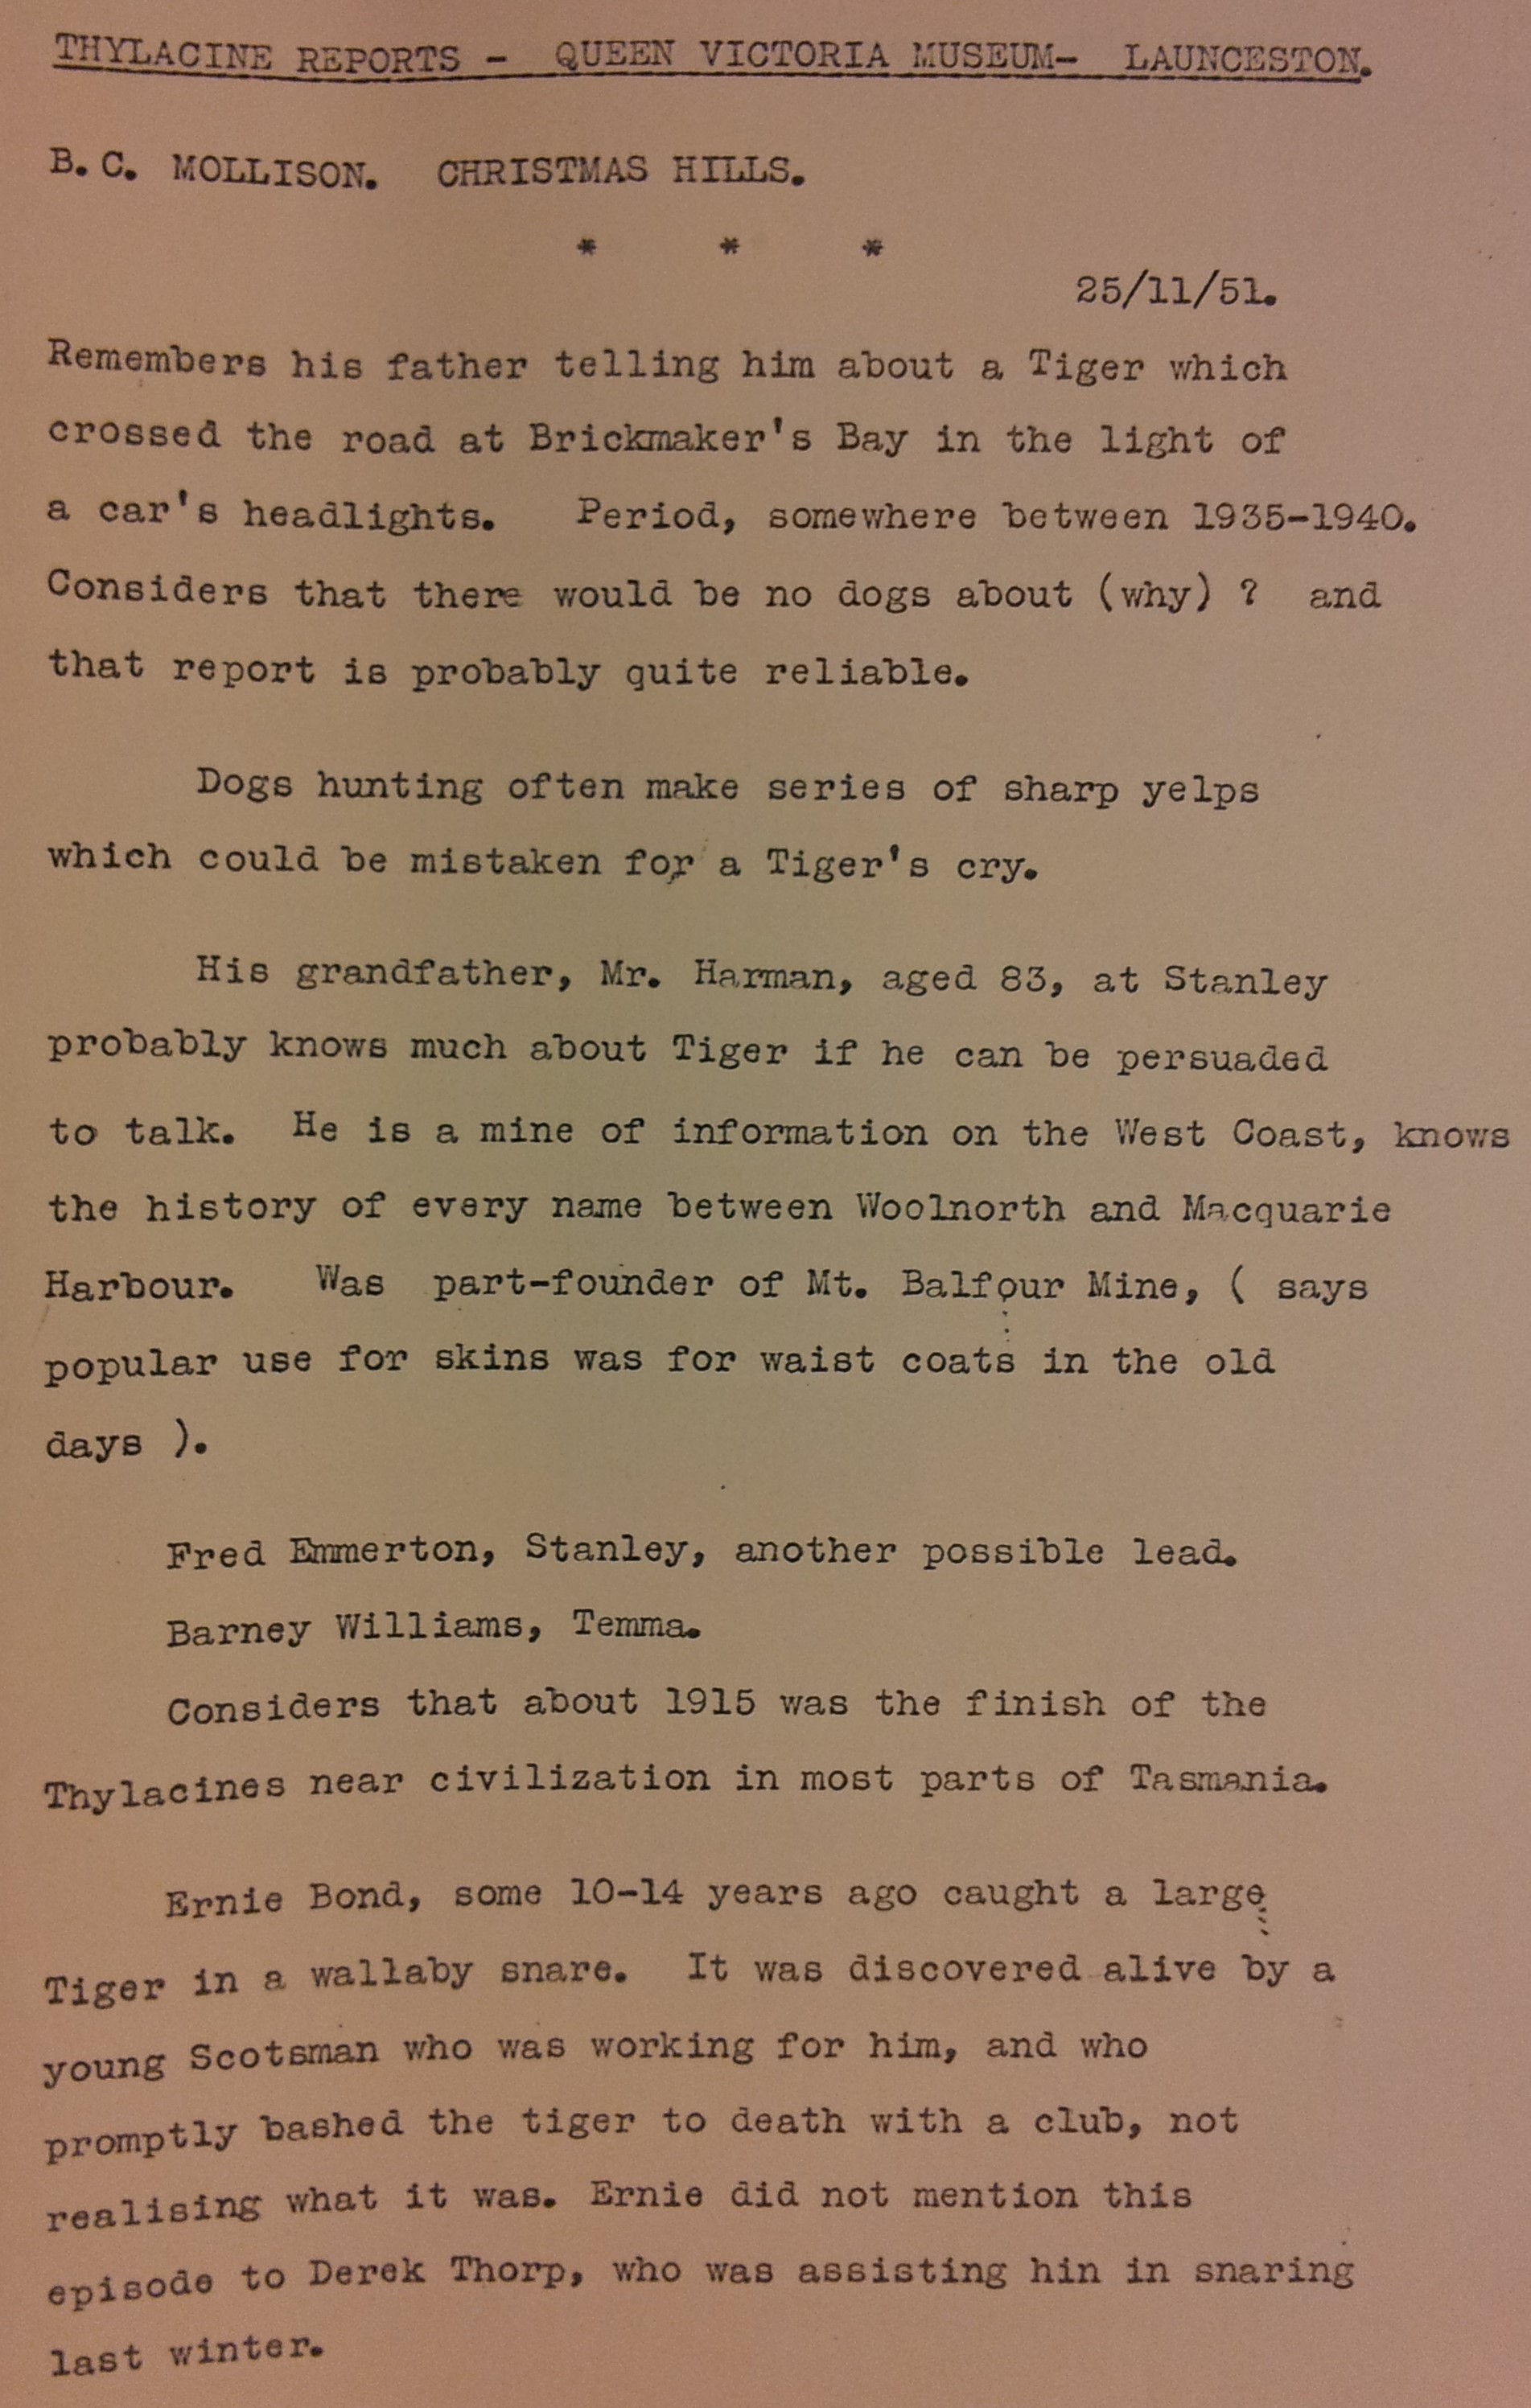 THYLACINE REPORTS - QUEEN VICTORIA MUSEUM- LAUNCESTON.
B.C. MOLLISON. CHRISTMAS HILLS.
* * *
25/11/51.
Remembers his father telling him about a Tiger which
crossed the road at Brickmaker's Bay in the light of
a car's headlights. Period, somewhere between 1935-1940.
Considers that there would be no dogs about (why) ? and
that report is probably quite reliable.
Dogs hunting often make series of sharp yelps
which could be mistaken for a Tiger's cry.
His grandfather, Mr. Harman, aged 83, at Stanley
probably knows much about Tiger if he can be persuaded
to talk. He is a mine of information on the West Coast, knows
the history of every name between Woolnorth and Macquarie
Harbour. Was part-founder of Mt. Balfour Mine, ( says
popular use for skins was for waist coats in the old
days ).
Fred Emmerton, Stanley, another possible lead.
Barney Williams, Temma.
Considers that about 1915 was the finish of the
Thylacines near civilization in most parts of Tasmania.
Ernie Bond, some 10-14 years ago caught a large
Tiger in a wallaby snare. It was discovered alive by a
young Scotsman who was working for him, and who
promptly bashed the tiger to death with a club, not
realising what it was. Ernie did not mention this
episode to Derek Thorp, who was assisting hin in snaring
last winter.